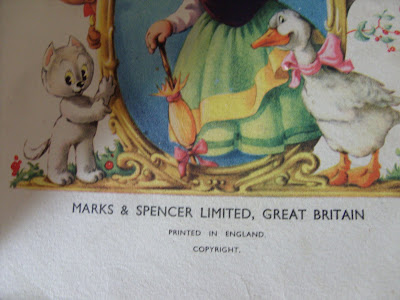 MARKS & SPENCER LIMITED, GREAT BRITAIN
PRINTED IN ENGLAND.
COPYRIGHT.